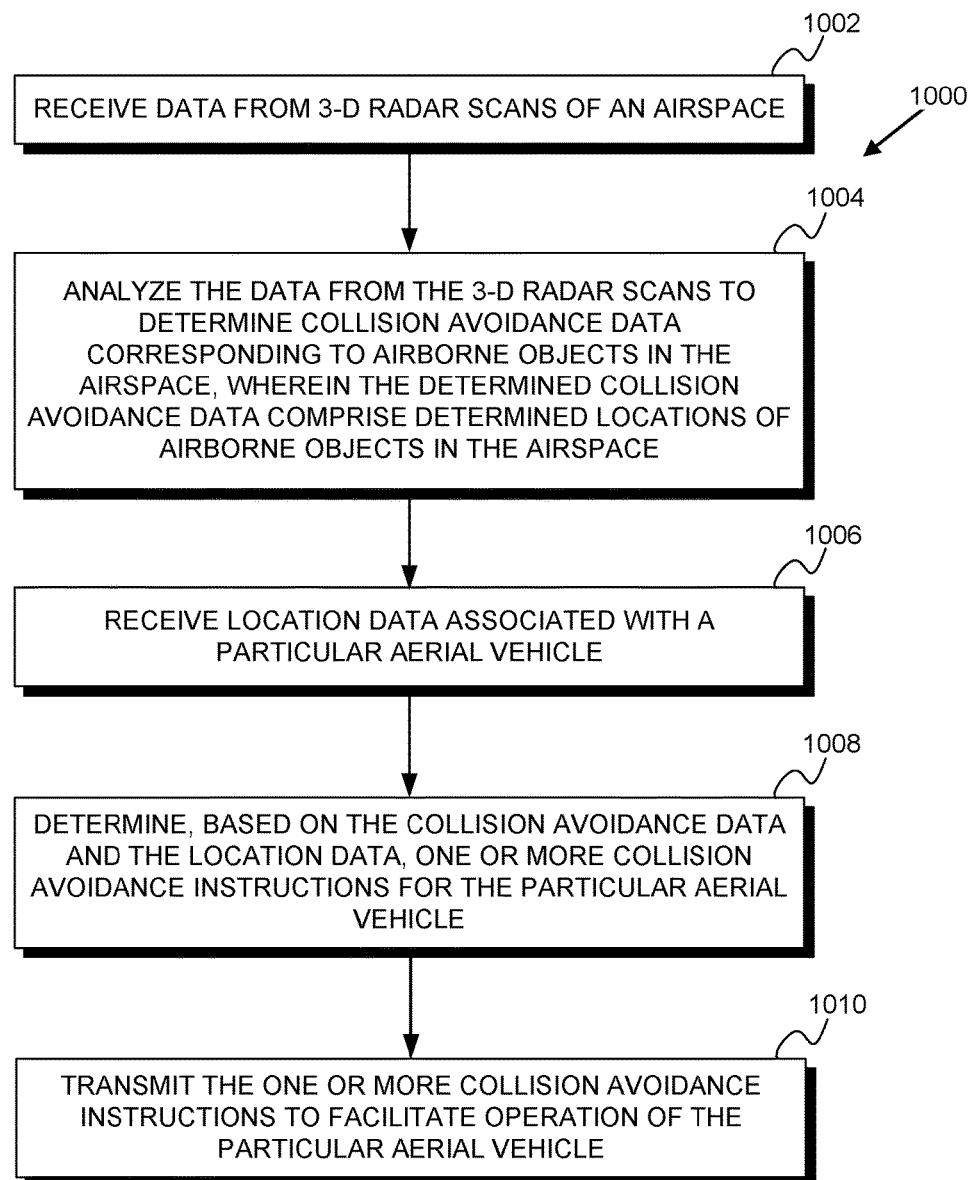 1002
RECEIVE DATA FROM 3-D RADAR SCANS OF AN AIRSPACE
1000
1004
ANALYZE THE DATA FROM THE 3-D RADAR SCANS TO
DETERMINE COLLISION AVOIDANCE DATA
CORRESPONDING TO AIRBORNE OBJECTS IN THE
AIRSPACE, WHEREIN THE DETERMINED COLLISION
AVOIDANCE DATA COMPRISE DETERMINED LOCATIONS OF
AIRBORNE OBJECTS IN THE AIRSPACE
1006
RECEIVE LOCATION DATA ASSOCIATED WITH A
PARTICULAR AERIAL VEHICLE
1008
DETERMINE, BASED ON THE COLLISION AVOIDANCE DATA
AND THE LOCATION DATA, ONE OR MORE COLLISION
AVOIDANCE INSTRUCTIONS FOR THE PARTICULAR AERIAL
VEHICLE
1010
TRANSMIT THE ONE OR MORE COLLISION AVOIDANCE
INSTRUCTIONS TO FACILITATE OPERATION OF THE
PARTICULAR AERIAL VEHICLE